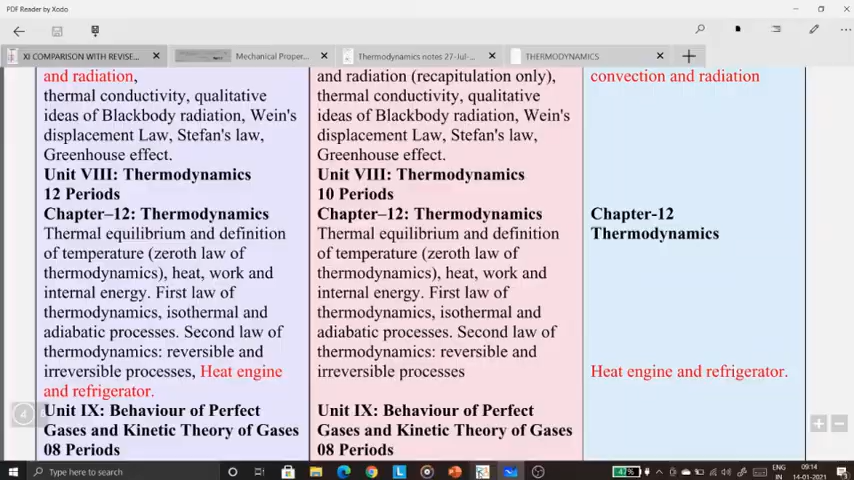 PDF Reader by Xodo
XI COMPARISON WITH REVISE...
Mechanical Proper...
Thermodynamics notes 27-Jul-...
THERMODYNAMICS
and radiation,
thermal conductivity, qualitative
ideas of Blackbody radiation, Wein's
displacement Law, Stefan's law,
Greenhouse effect.
Unit VIII: Thermodynamics
12 Periods
Chapter–12: Thermodynamics
Thermal equilibrium and definition
of temperature (zeroth law of
thermodynamics), heat, work and
internal energy. First law of
thermodynamics, isothermal and
adiabatic processes. Second law of
thermodynamics: reversible and
irreversible processes, Heat engine
and refrigerator.
Unit IX: Behaviour of Perfect
Gases and Kinetic Theory of Gases
08 Periods
and radiation (recapitulation only),
thermal conductivity, qualitative
ideas of Blackbody radiation, Wein's
displacement Law, Stefan's law,
Greenhouse effect.
Unit VIII: Thermodynamics
10 Periods
Chapter–12: Thermodynamics
Thermal equilibrium and definition
of temperature (zeroth law of
thermodynamics), heat, work and
internal energy. First law of
thermodynamics, isothermal and
adiabatic processes. Second law of
thermodynamics: reversible and
irreversible processes
Unit IX: Behaviour of Perfect
Gases and Kinetic Theory of Gases
08 Periods
convection and radiation
Chapter-12
Thermodynamics
Heat engine and refrigerator.
4
Type here to search
47%
ENG
IN
09:14
14-01-2021